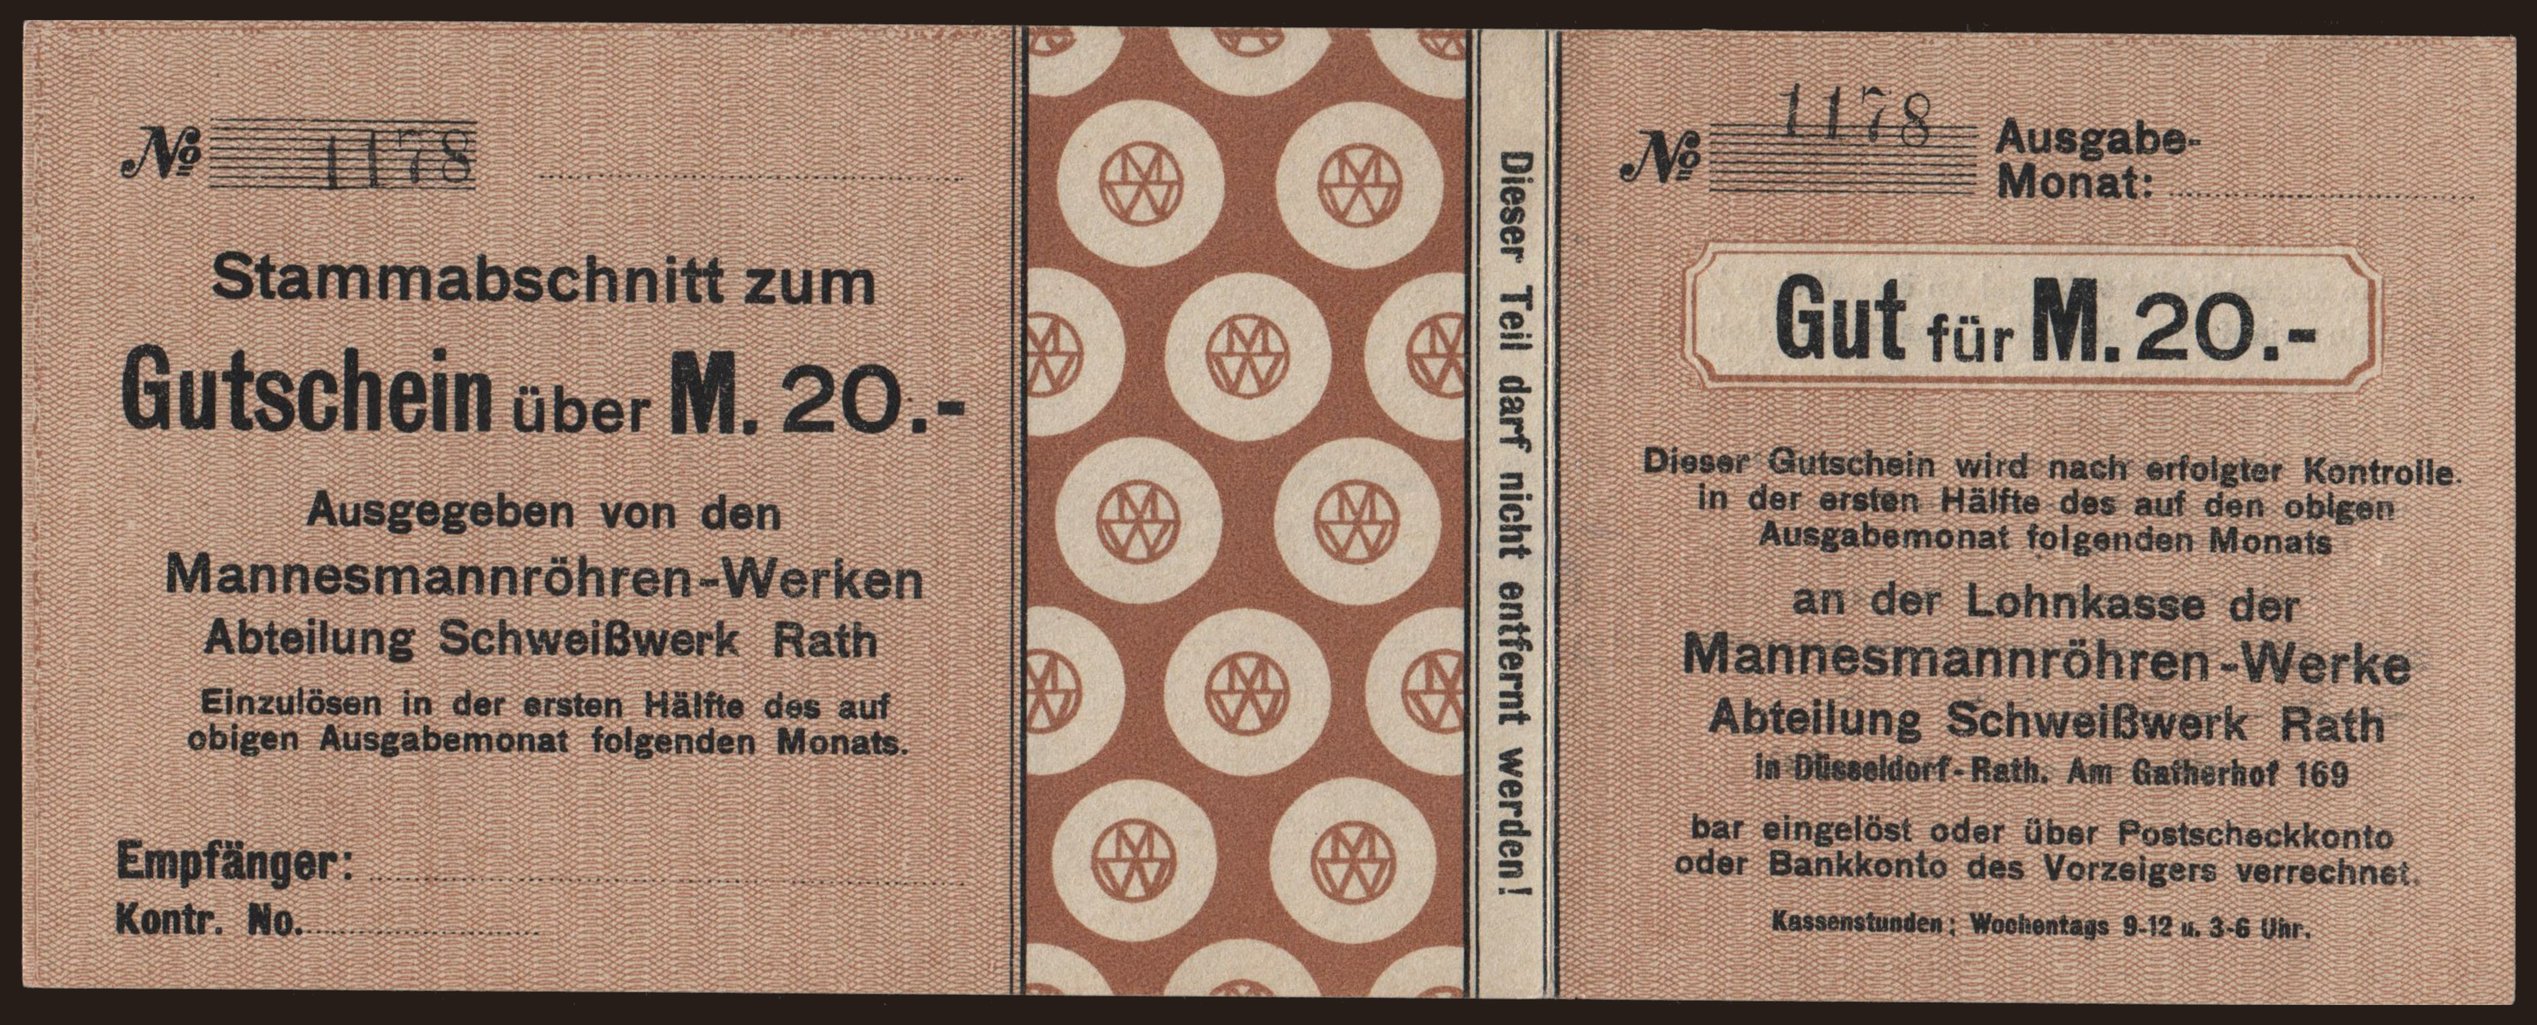 № 1178
Stammabschnitt zum
Gutschein über M. 20.-
Ausgegeben von den
Mannesmannröhren-Werken
Abteilung Schweißwerk Rath
Einzulösen in der ersten Hälfte des auf
obigen Ausgabemonat folgenden Monats.
Empfänger:
Kontr. No.
Dieser Teil darf nicht entfernt werden!
№ 1178 Ausgabe-
Monat:
Gut für M. 20.-
Dieser Gutschein wird nach erfolgter Kontrolle.
in der ersten Hälfte des auf den obigen
Ausgabemonat folgenden Monats
an der Lohnkasse der
Mannesmannröhren-Werke
Abteilung Schweißwerk Rath
in Düsseldorf-Rath. Am Gatherhof 169
bar eingelöst oder über Postscheckkonto
oder Bankkonto des Vorzeigers verrechnet.
Kassenstunden: Wochentags 9-12 u. 3-6 Uhr.